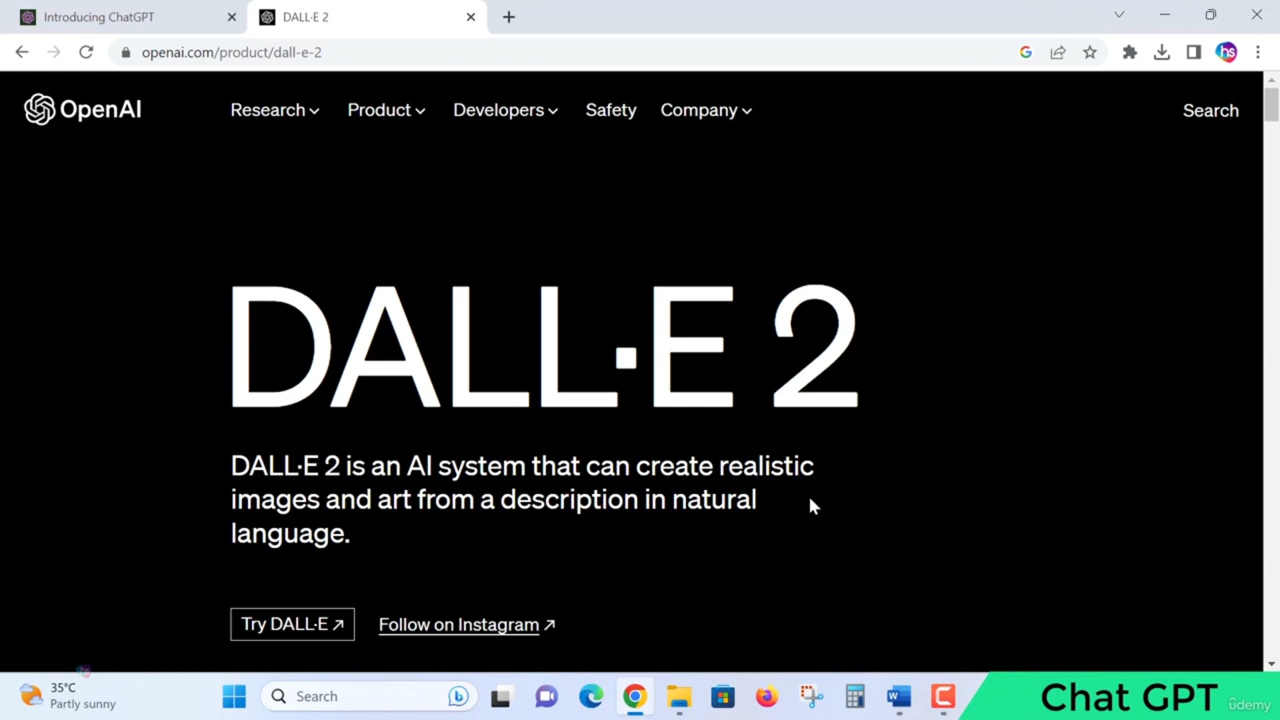 Introducing ChatGPT
DALL·E 2
openai.com/product/dall-e-2
OpenAI
Research
Product
Developers
Safety
Company
Search
DALL·E 2
DALL·E 2 is an AI system that can create realistic
images and art from a description in natural
language.
Try DALL·E ↗
Follow on Instagram ↗
35°C
Partly sunny
Search
Chat GPT
ûdemy